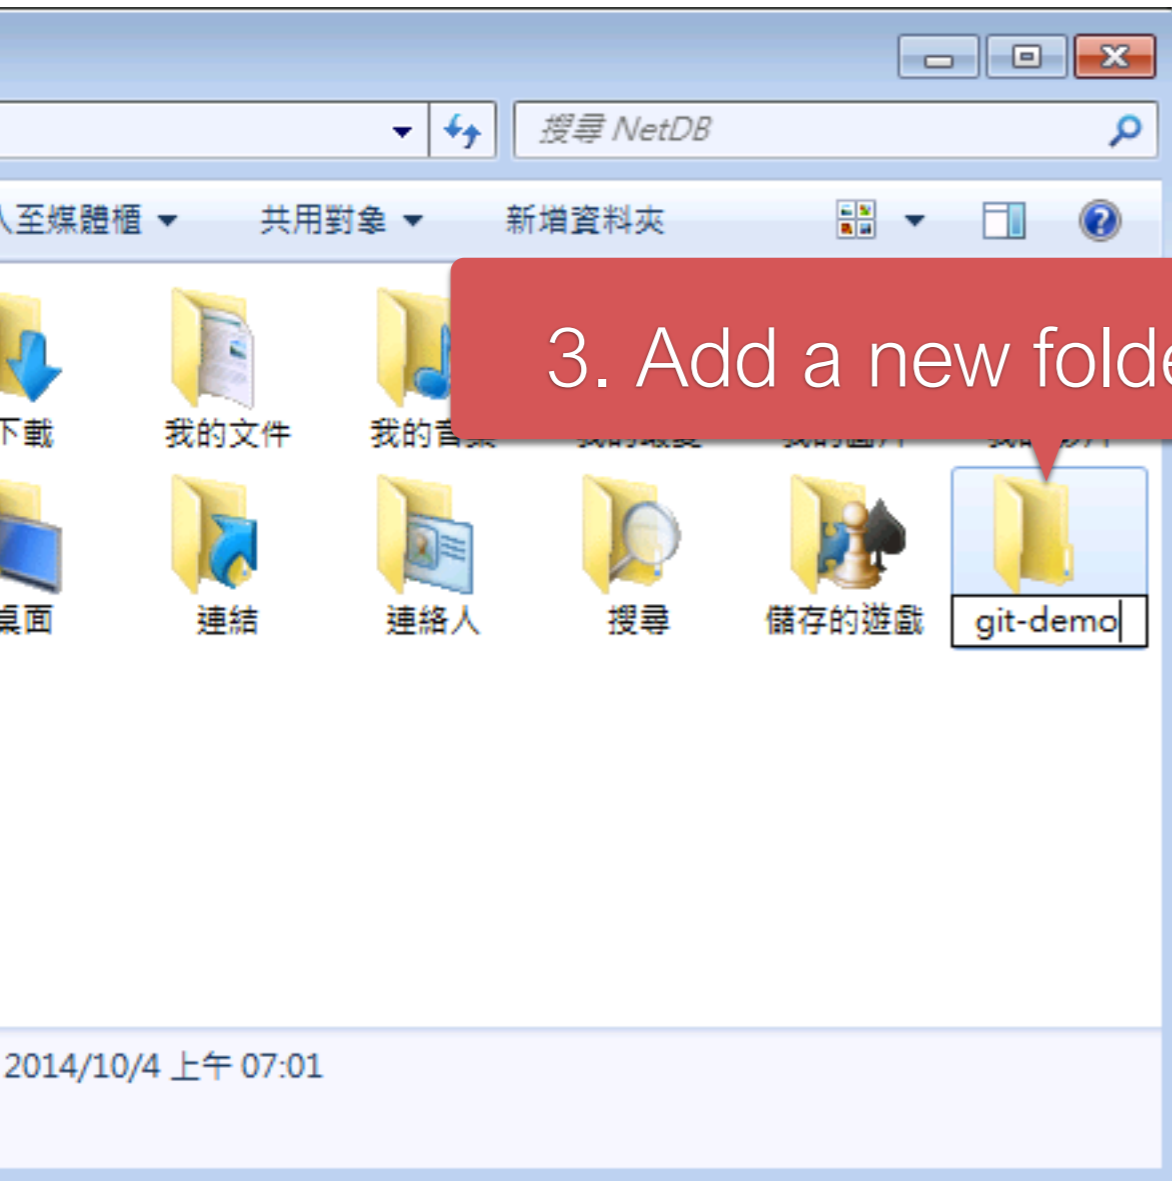 搜尋 NetDB
至媒體櫃 共用對象 新增資料夾
3. Add a new
下載 我的文件 我的音樂
桌面 連結 連絡人 搜尋 儲存的遊戲 git-demo
2014/10/4 上午 07:01